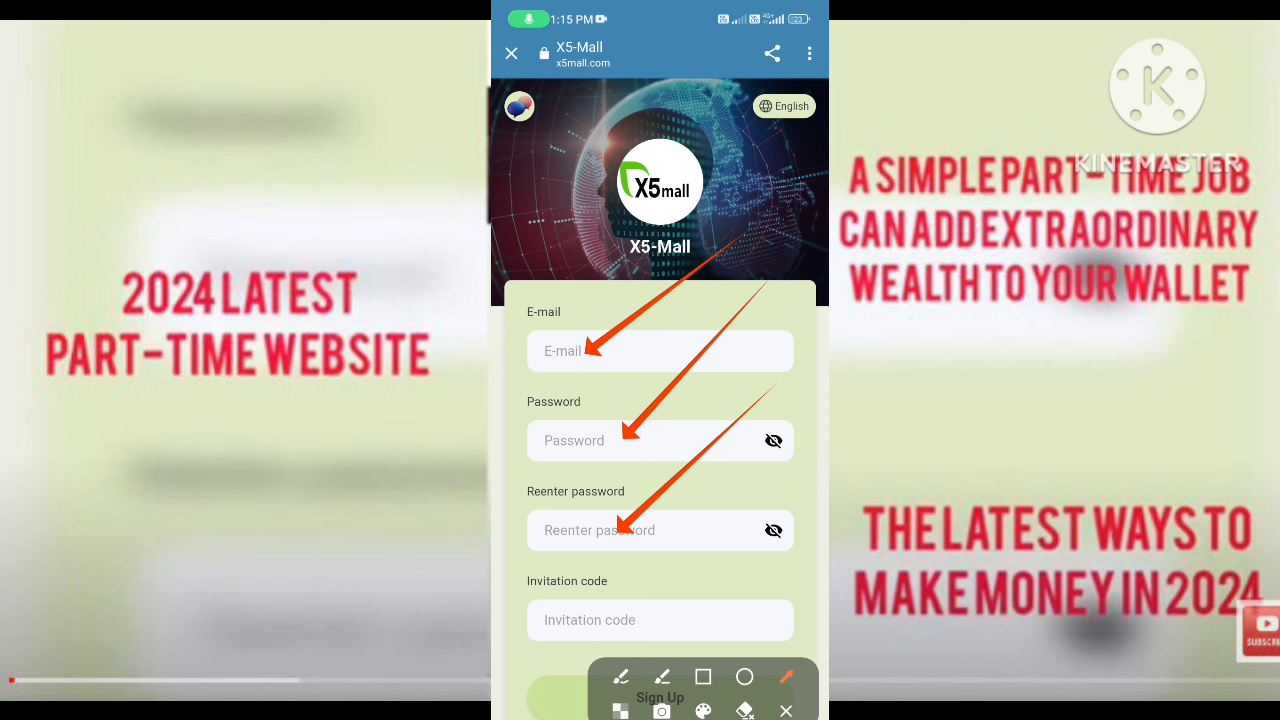 1:15 PM
4G+
23
X5-Mall
x5mall.com
English
X5mall
X5-Mall
E-mail
E-mail
Password
Password
Reenter password
Reenter password
Invitation code
Invitation code
Sign Up
2024 LATEST
PART-TIME WEBSITE
K
KINEMASTER
A SIMPLE PART-TIME JOB
CAN ADD EXTRAORDINARY
WEALTH TO YOUR WALLET
THE LATEST WAYS TO
MAKE MONEY IN 2024